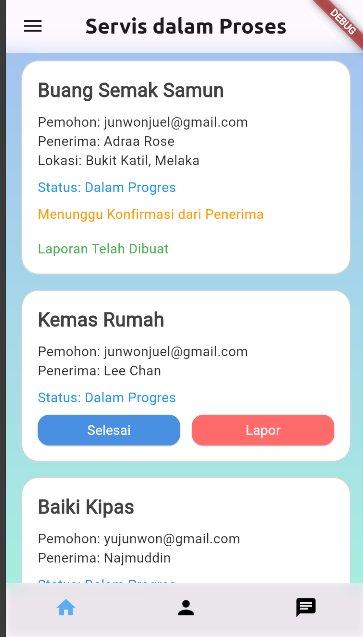 Servis dalam Proses
DEBUG
Buang Semak Samun
Pemohon: junwonjuel@gmail.com
Penerima: Adraa Rose
Lokasi: Bukit Katil, Melaka
Status: Dalam Progres
Menunggu Konfirmasi dari Penerima
Laporan Telah Dibuat
Kemas Rumah
Pemohon: junwonjuel@gmail.com
Penerima: Lee Chan
Status: Dalam Progres
Selesai
Lapor
Baiki Kipas
Pemohon: yujunwon@gmail.com
Penerima: Najmuddin
Status: Dalam Progres